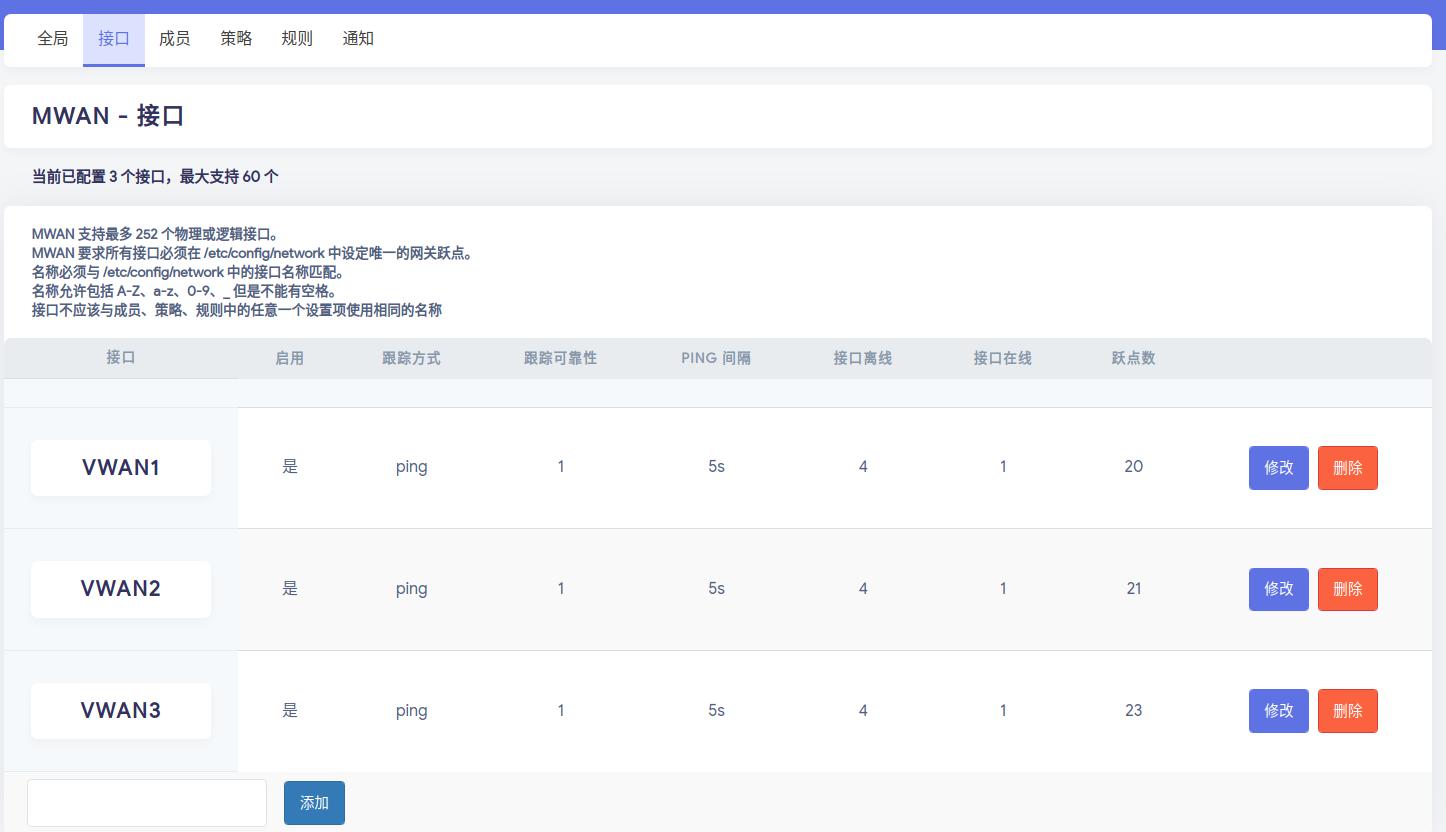 全局 接口 成员 策略 规则 通知
MWAN - 接口
当前已配置 3 个接口，最大支持 60 个
MWAN 支持最多 252 个物理或逻辑接口。
MWAN 要求所有接口必须在 /etc/config/network 中设定唯一的网关跃点。
名称必须与 /etc/config/network 中的接口名称匹配。
名称允许包括 A-Z、a-z、0-9、_ 但是不能有空格。
接口不应该与成员、策略、规则中的任意一个设置项使用相同的名称
接口 启用 跟踪方式 跟踪可靠性 PING 间隔 接口离线 接口在线 跃点数
VWAN1 是 ping 1 5s 4 1 20 修改 删除
VWAN2 是 ping 1 5s 4 1 21 修改 删除
VWAN3 是 ping 1 5s 4 1 23 修改 删除
添加